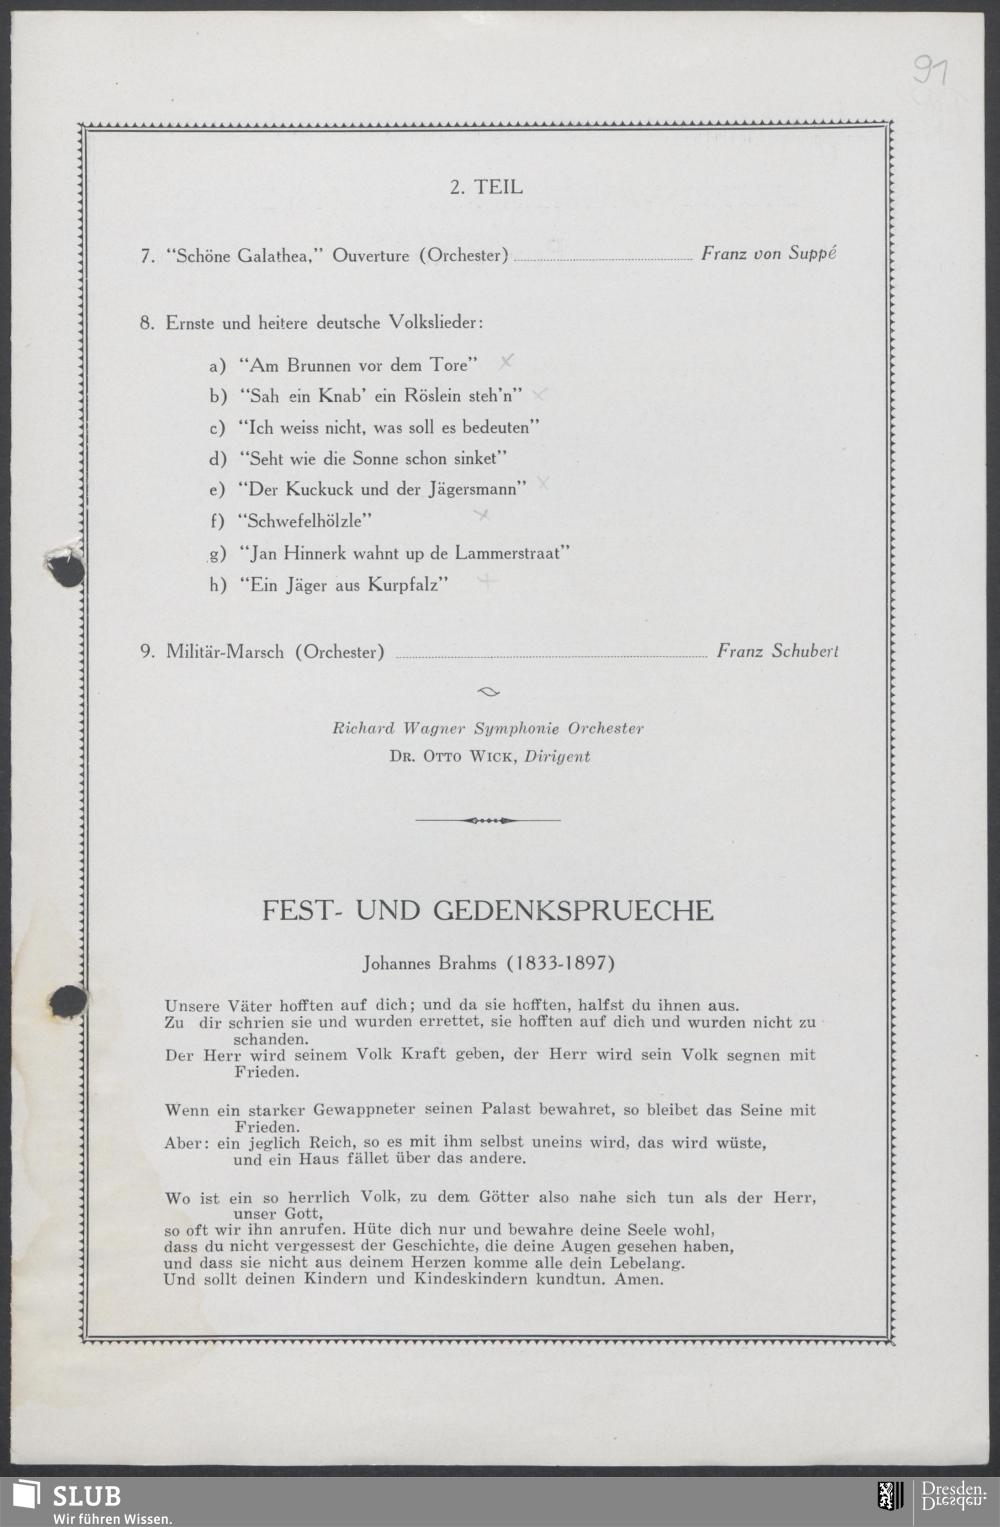 91
2. TEIL
7. “Schöne Galathea,” Ouverture (Orchester) Franz von Suppé
8. Ernste und heitere deutsche Volkslieder:
a) “Am Brunnen vor dem Tore” x
b) “Sah ein Knab’ ein Röslein steh’n” x
c) “Ich weiss nicht, was soll es bedeuten”
d) “Seht wie die Sonne schon sinket”
e) “Der Kuckuck und der Jägersmann” x
f) “Schwefelhölzle” x
g) “Jan Hinnerk wahnt up de Lammerstraat”
h) “Ein Jäger aus Kurpfalz” +
9. Militär-Marsch (Orchester) Franz Schubert
Richard Wagner Symphonie Orchester
DR. OTTO WICK, Dirigent
FEST- UND GEDENKSPRUECHE
Johannes Brahms (1833-1897)
Unsere Väter hofften auf dich; und da sie hofften, halfst du ihnen aus.
Zu dir schrien sie und wurden errettet, sie hofften auf dich und wurden nicht zu
schanden.
Der Herr wird seinem Volk Kraft geben, der Herr wird sein Volk segnen mit
Frieden.
Wenn ein starker Gewappneter seinen Palast bewahret, so bleibet das Seine mit
Frieden.
Aber: ein jeglich Reich, so es mit ihm selbst uneins wird, das wird wüste,
und ein Haus fället über das andere.
Wo ist ein so herrlich Volk, zu dem Götter also nahe sich tun als der Herr,
unser Gott,
so oft wir ihn anrufen. Hüte dich nur und bewahre deine Seele wohl,
dass du nicht vergessest der Geschichte, die deine Augen gesehen haben,
und dass sie nicht aus deinem Herzen komme alle dein Lebelang.
Und sollt deinen Kindern und Kindeskindern kundtun. Amen.
SLUB
Wir führen Wissen.
Dresden.
Dresden.